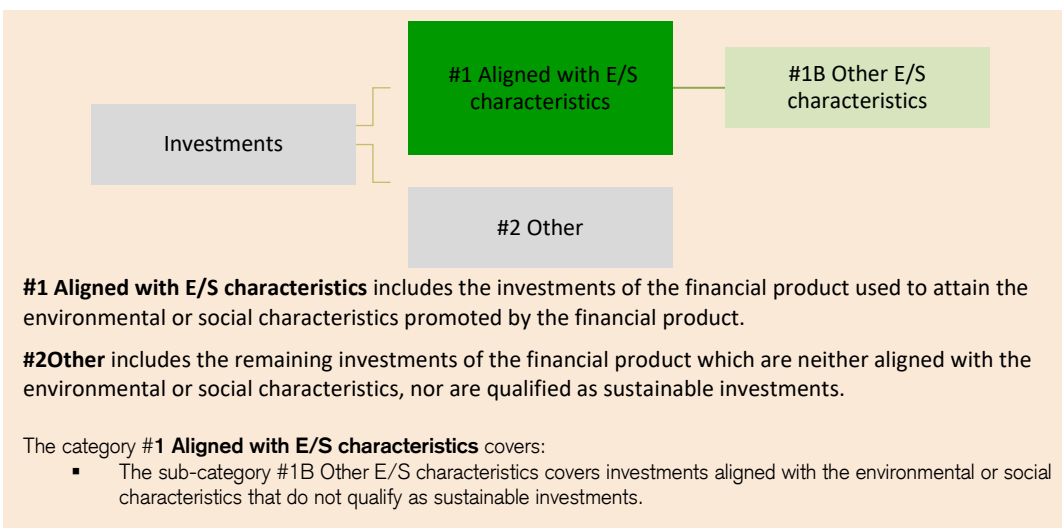 #1 Aligned with E/S
characteristics
#1B Other E/S
characteristics
Investments
#2 Other
#1 Aligned with E/S characteristics includes the investments of the financial product used to attain the
environmental or social characteristics promoted by the financial product.
#2Other includes the remaining investments of the financial product which are neither aligned with the
environmental or social characteristics, nor are qualified as sustainable investments.
The category #1 Aligned with E/S characteristics covers:
▪ The sub-category #1B Other E/S characteristics covers investments aligned with the environmental or social
characteristics that do not qualify as sustainable investments.